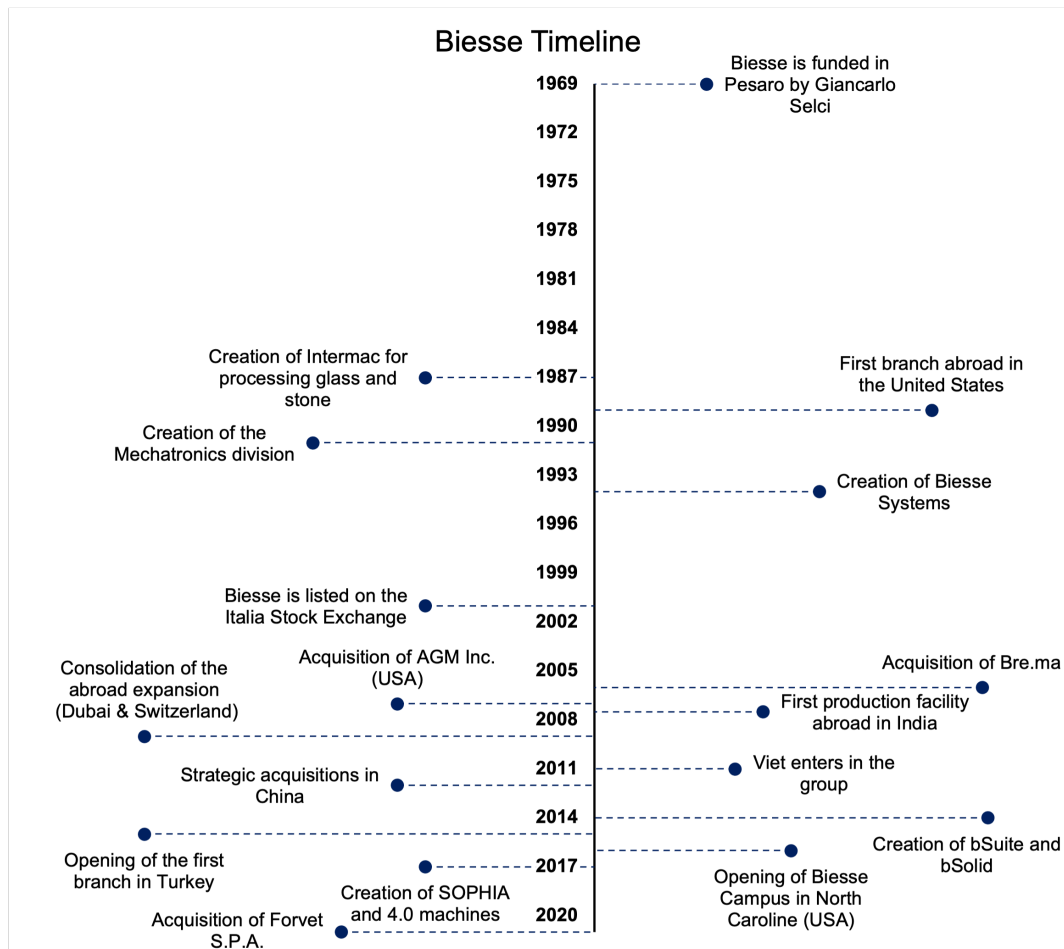 Biesse Timeline
1969
Biesse is funded in
Pesaro by Giancarlo
Selci
1972
1975
1978
1981
1984
Creation of Intermac for
processing glass and
stone
1987
First branch abroad in
the United States
1990
Creation of the
Mechatronics division
1993
Creation of Biesse
Systems
1996
1999
Biesse is listed on the
Italia Stock Exchange
2002
Acquisition of AGM Inc.
(USA)
2005
Acquisition of Bre.ma
Consolidation of the
abroad expansion
(Dubai & Switzerland)
2008
First production facility
abroad in India
Strategic acquisitions in
China
2011
Viet enters in the
group
2014
Creation of bSuite and
bSolid
Opening of the first
branch in Turkey
2017
Opening of Biesse
Campus in North
Caroline (USA)
Creation of SOPHIA
and 4.0 machines
2020
Acquisition of Forvet
S.P.A.